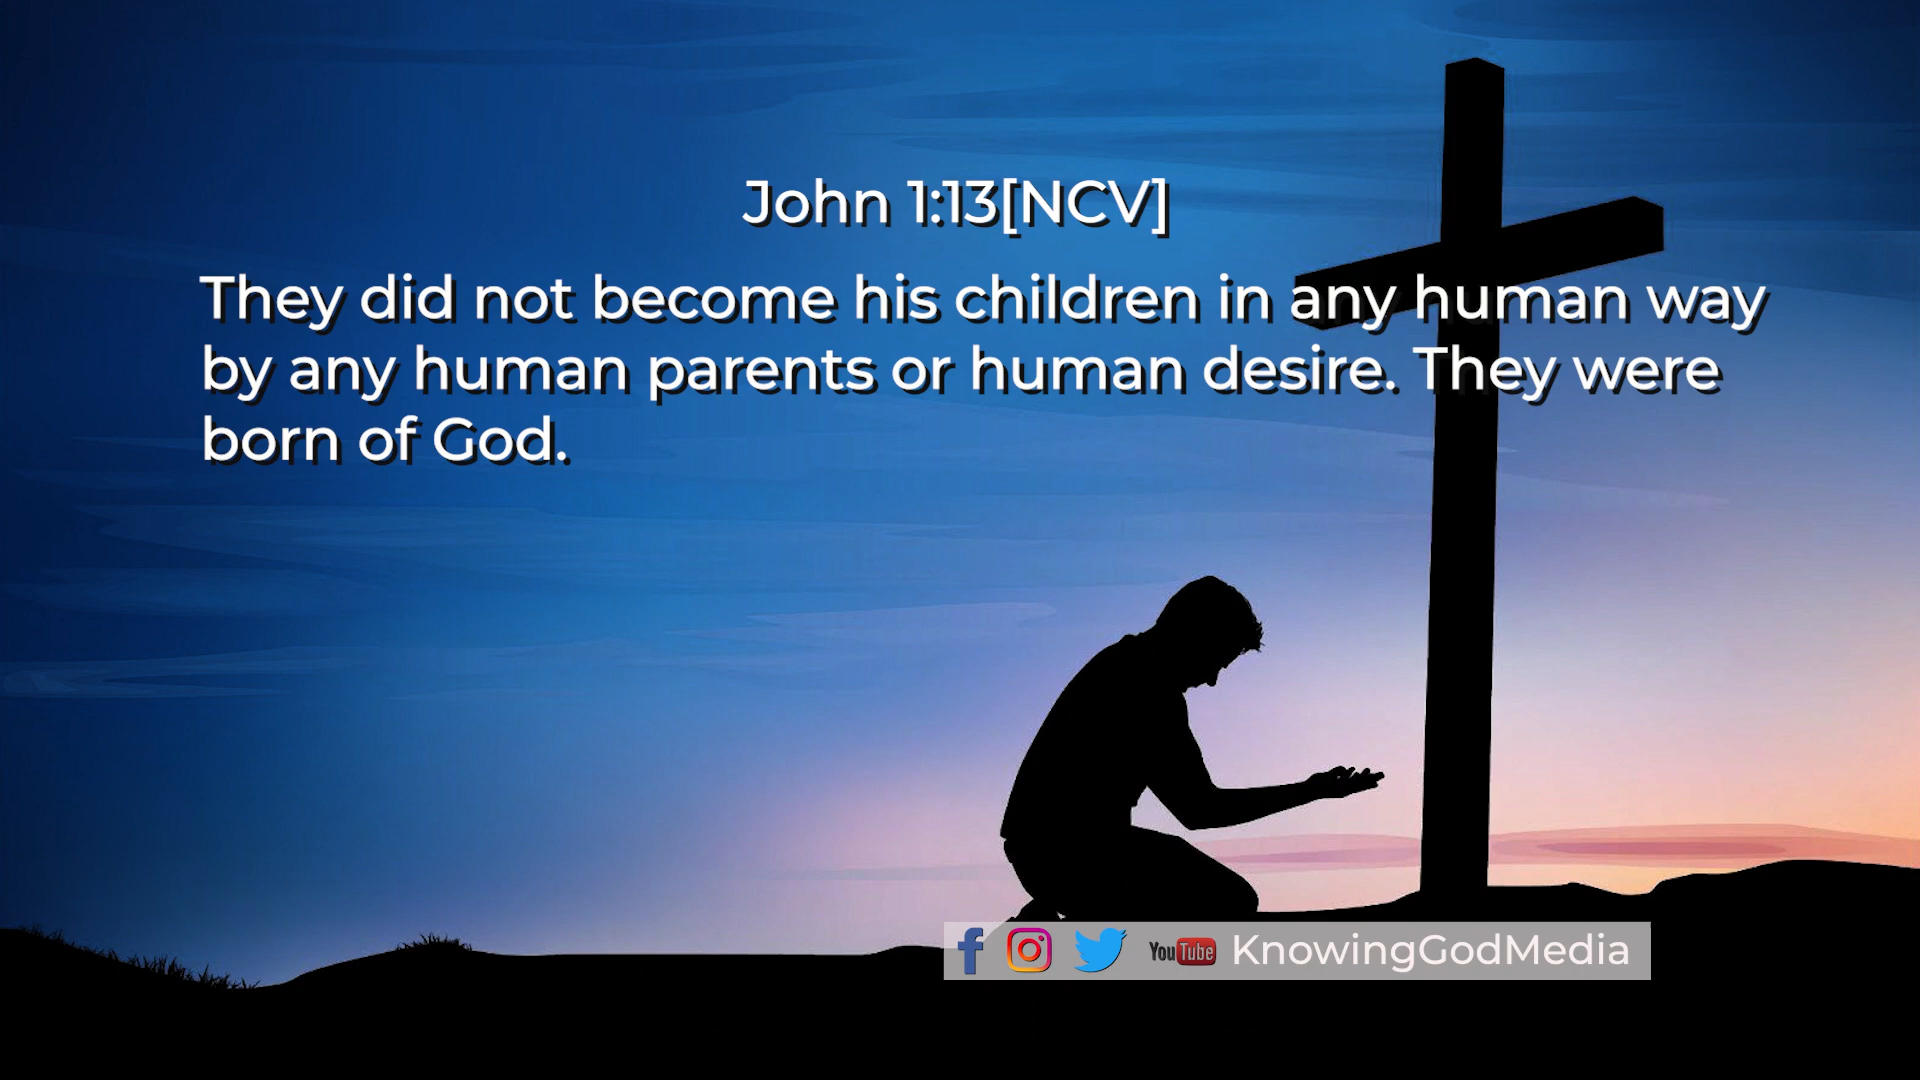 John 1:13[NCV]
They did not become his children in any human way
by any human parents or human desire. They were
born of God.
f YouTube KnowingGodMedia